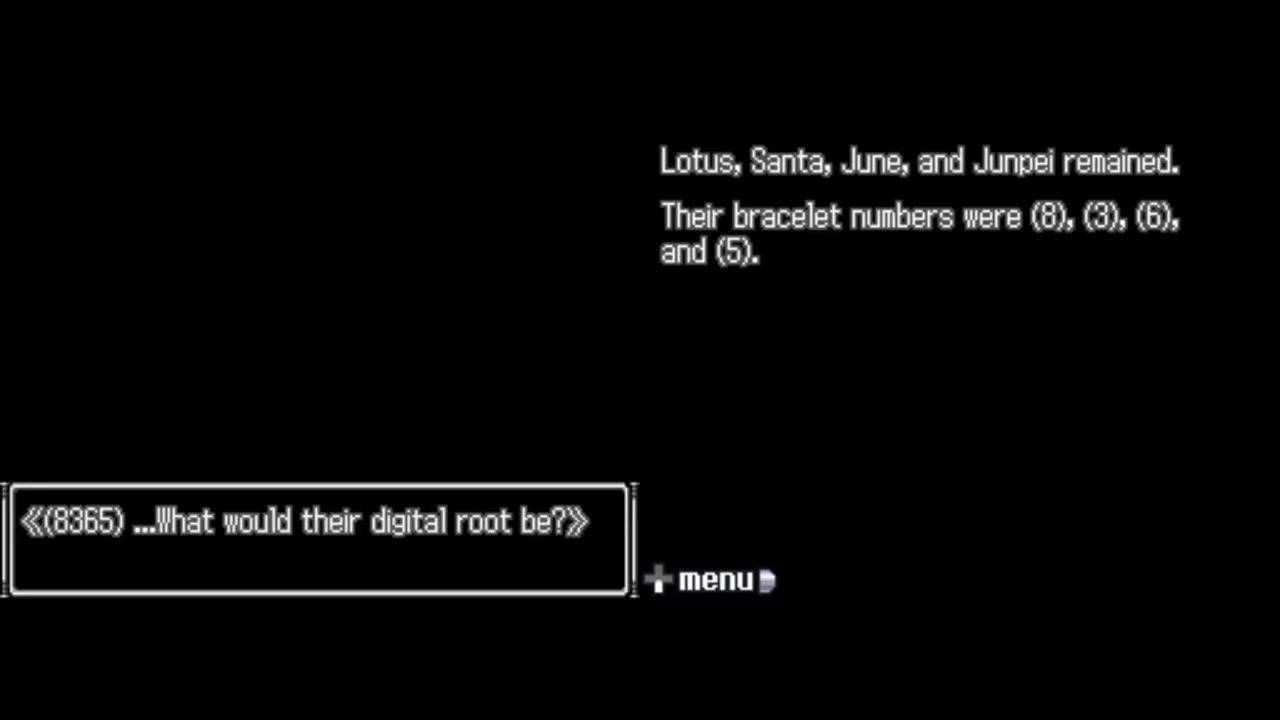 Lotus, Santa, June, and Junpei remained.
Their bracelet numbers were (8), (3), (6),
and (5).
《(8365) ...What would their digital root be?》
menu